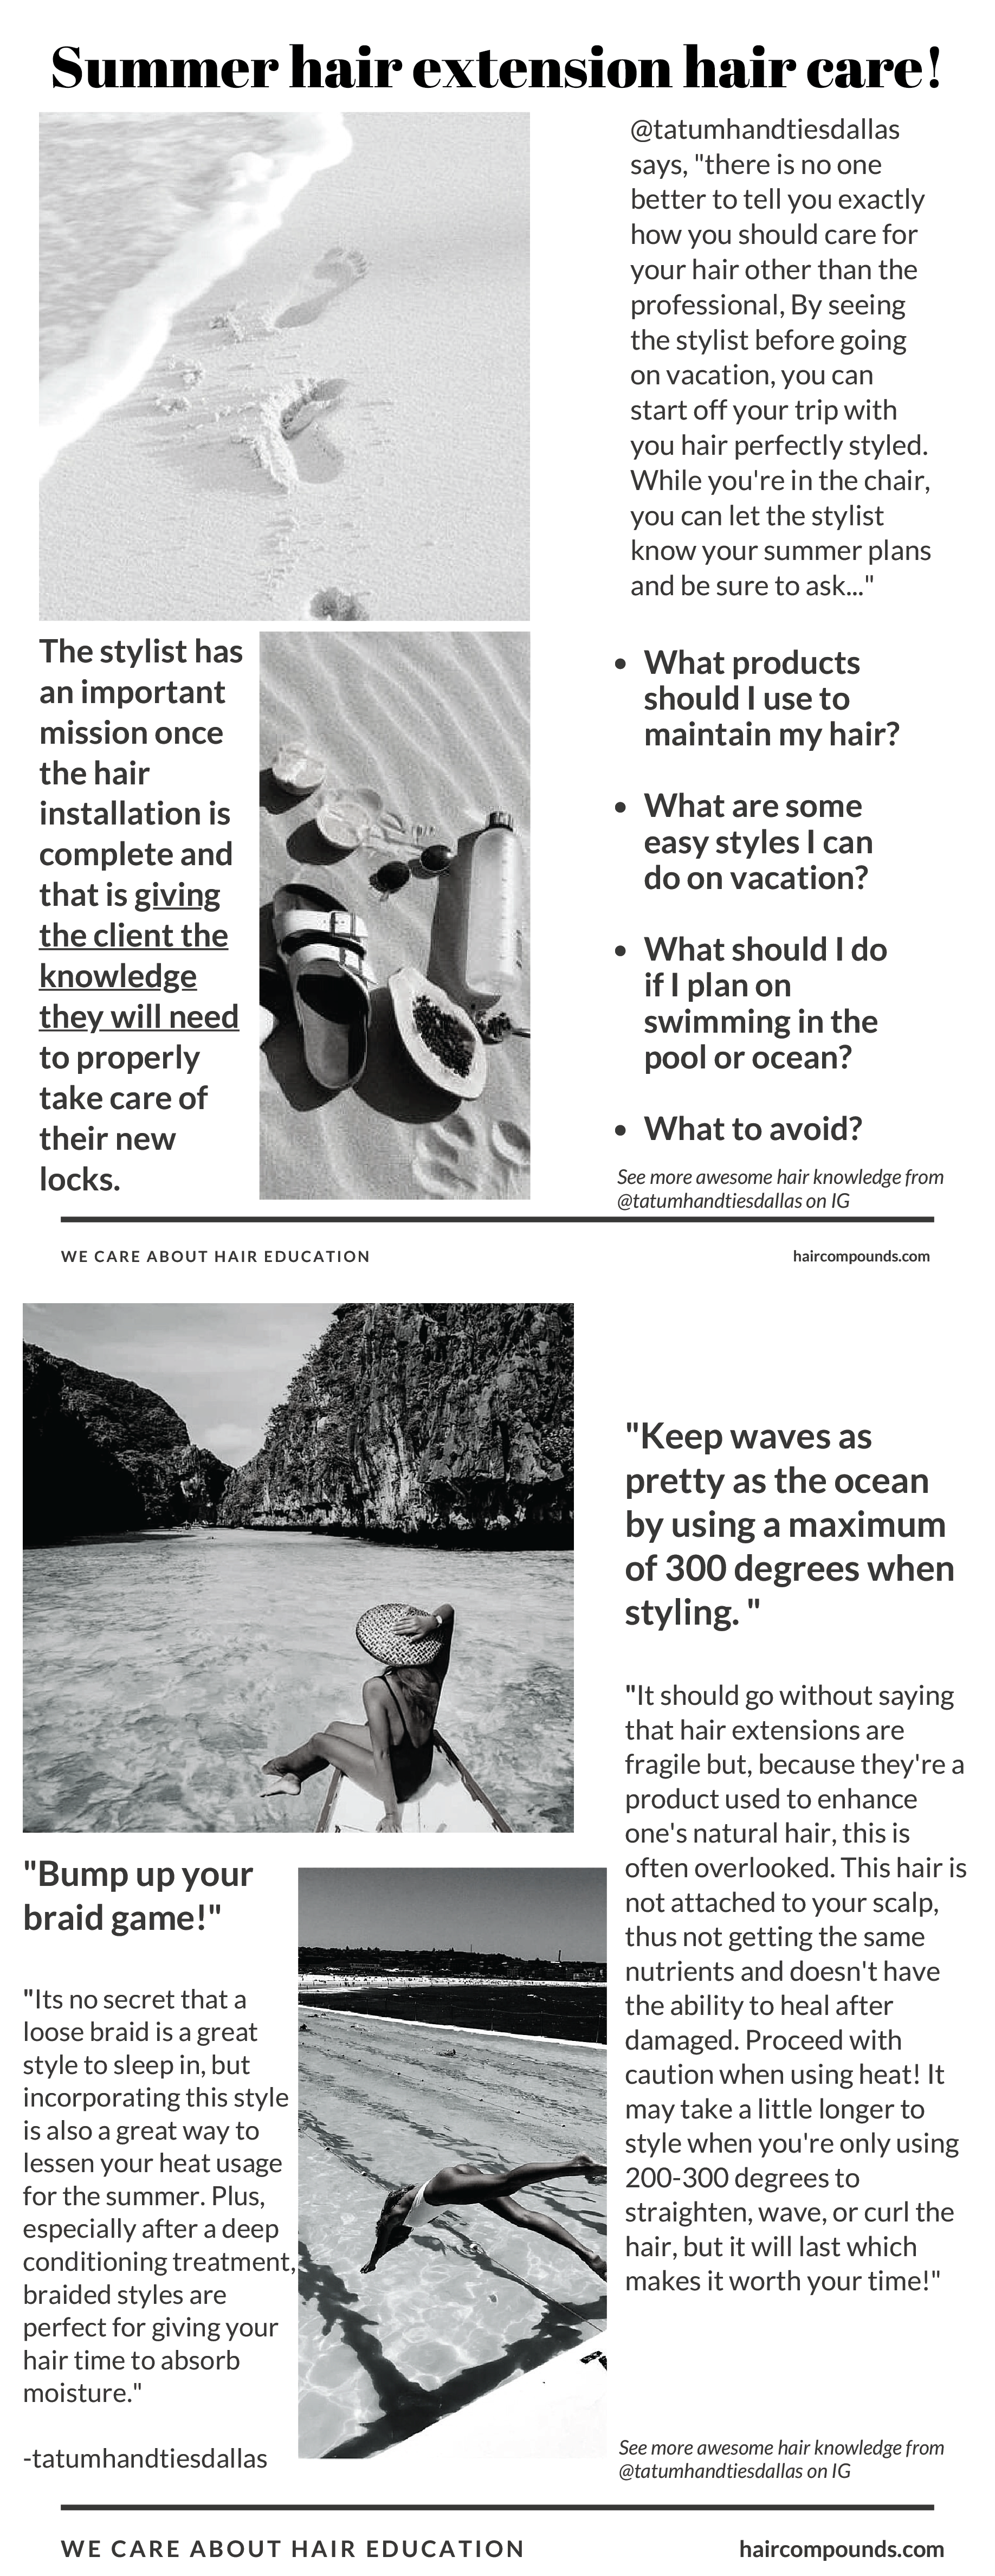 Summer hair extension hair care!
@tatumhandtiesdallas
says, "there is no one
better to tell you exactly
how you should care for
your hair other than the
professional, By seeing
the stylist before going
on vacation, you can
start off your trip with
you hair perfectly styled.
While you're in the chair,
you can let the stylist
know your summer plans
and be sure to ask..."
The stylist has
an important
mission once
the hair
installation is
complete and
that is giving
the client the
knowledge
they will need
to properly
take care of
their new
locks.
• What products
should I use to
maintain my hair?
• What are some
easy styles I can
do on vacation?
• What should I do
if I plan on
swimming in the
pool or ocean?
• What to avoid?
See more awesome hair knowledge from
@tatumhandtiesdallas on IG
WE CARE ABOUT HAIR EDUCATION
haircompounds.com
"Keep waves as
pretty as the ocean
by using a maximum
of 300 degrees when
styling. "
"It should go without saying
that hair extensions are
fragile but, because they're a
product used to enhance
one's natural hair, this is
often overlooked. This hair is
not attached to your scalp,
thus not getting the same
nutrients and doesn't have
the ability to heal after
damaged. Proceed with
caution when using heat! It
may take a little longer to
style when you're only using
200-300 degrees to
straighten, wave, or curl the
hair, but it will last which
makes it worth your time!"
"Bump up your
braid game!"
"Its no secret that a
loose braid is a great
style to sleep in, but
incorporating this style
is also a great way to
lessen your heat usage
for the summer. Plus,
especially after a deep
conditioning treatment,
braided styles are
perfect for giving your
hair time to absorb
moisture."
-tatumhandtiesdallas
See more awesome hair knowledge from
@tatumhandtiesdallas on IG
WE CARE ABOUT HAIR EDUCATION
haircompounds.com